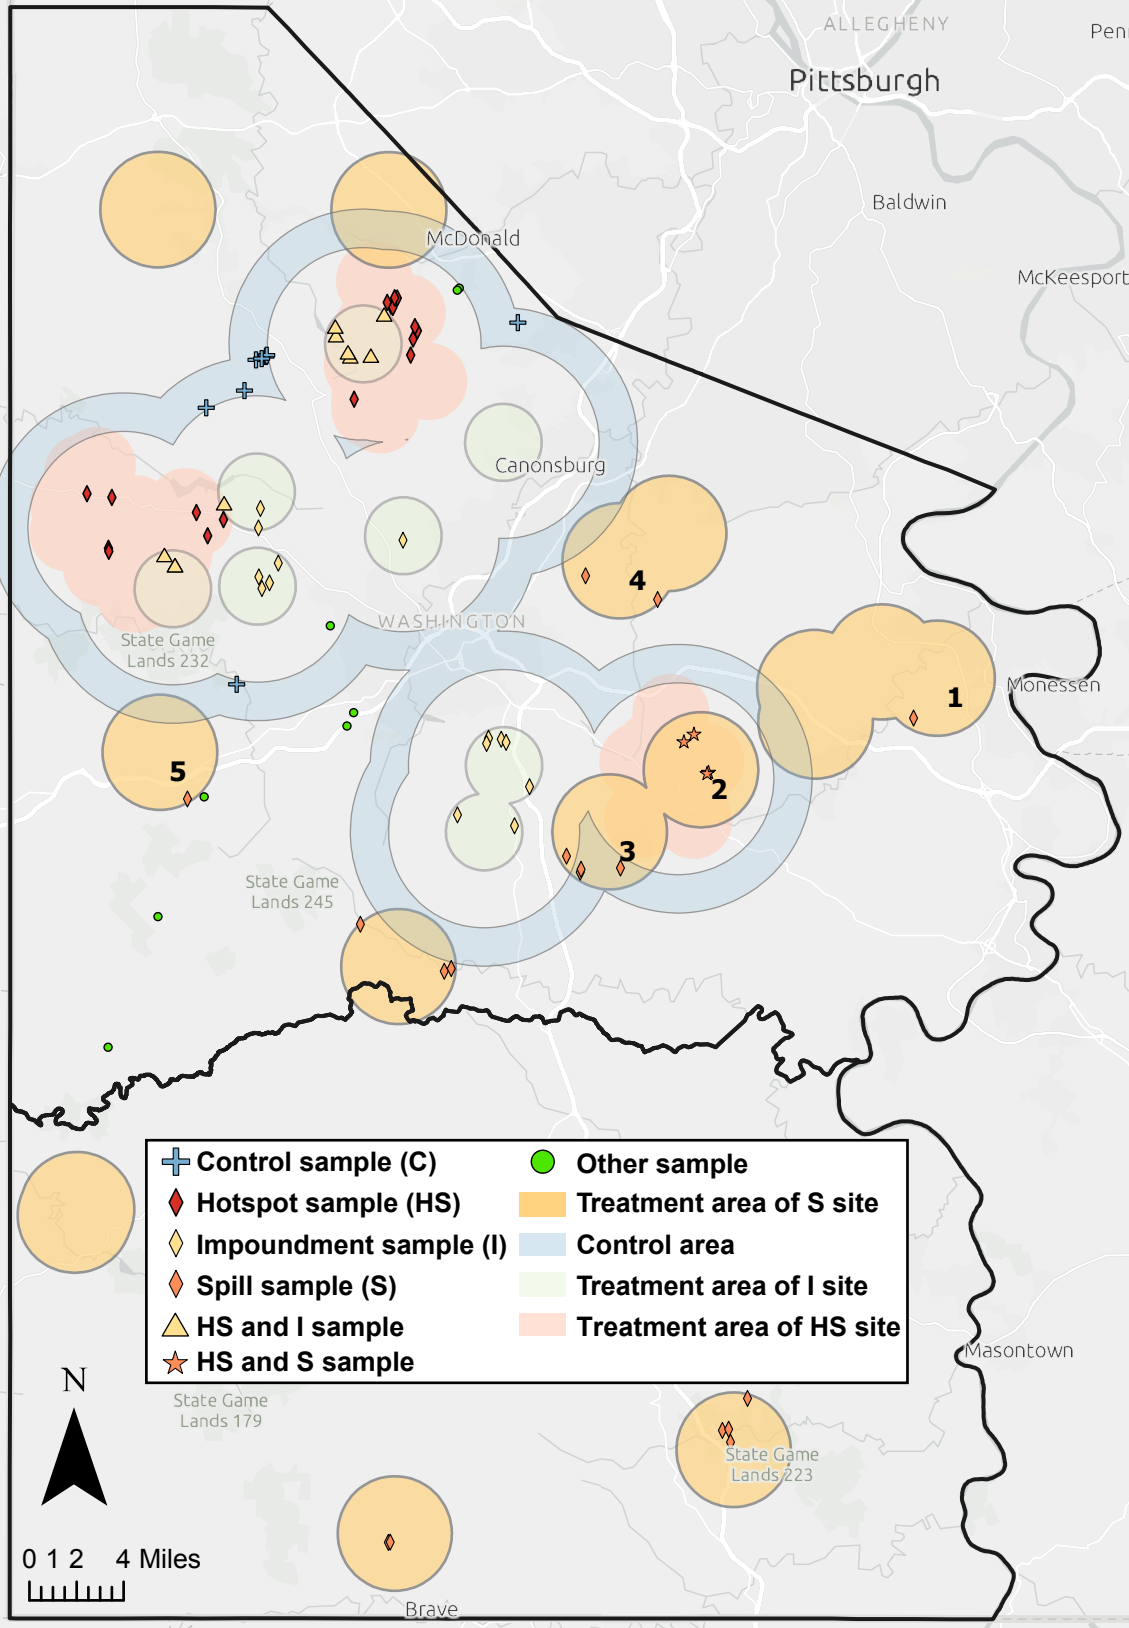 ALLEGHENY
Penn
Pittsburgh
Baldwin
McDonald
McKeesport
Canonsburg
4
WASHINGTON
State Game
Lands 232
Monessen
1
5
2
3
State Game
Lands 245
Control sample (C)
Hotspot sample (HS)
Impoundment sample (I)
Spill sample (S)
HS and I sample
HS and S sample
Other sample
Treatment area of S site
Control area
Treatment area of I site
Treatment area of HS site
Masontown
N
State Game
Lands 179
State Game
Lands 223
0 1 2 4 Miles
Brave